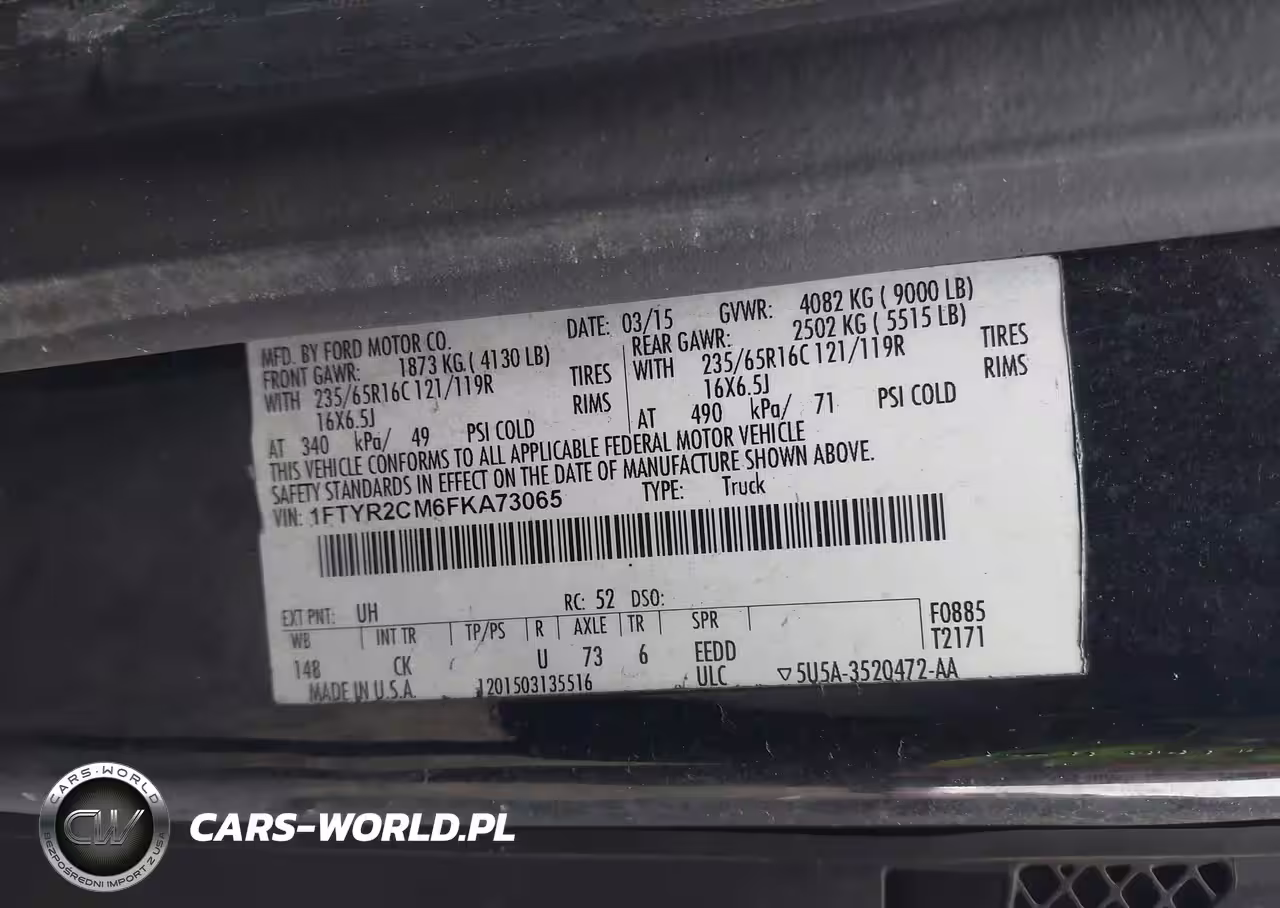 MFD. BY FORD MOTOR CO. DATE: 03/15 GVWR: 4082 KG ( 9000 LB)
FRONT GAWR: 1873 KG ( 4130 LB) REAR GAWR: 2502 KG ( 5515 LB)
WITH 235/65R16C 121/119R TIRES WITH 235/65R16C 121/119R TIRES
16X6.5J RIMS 16X6.5J RIMS
AT 340 kPa/ 49 PSI COLD AT 490 kPa/ 71 PSI COLD
THIS VEHICLE CONFORMS TO ALL APPLICABLE FEDERAL MOTOR VEHICLE
SAFETY STANDARDS IN EFFECT ON THE DATE OF MANUFACTURE SHOWN ABOVE.
VIN: 1FTYR2CM6FKA73065 TYPE: Truck
EXT PNT: UH RC: 52 DSO:
WB INT TR TP/PS R AXLE TR SPR F0885
148 CK U 73 6 EEDD T2171
MADE IN U.S.A. 1201503135516 ULC ▽5U5A-3520472-AA
CARS-WORLD
CW
BEZPOŚREDNI IMPORT Z USA
CARS-WORLD.PL